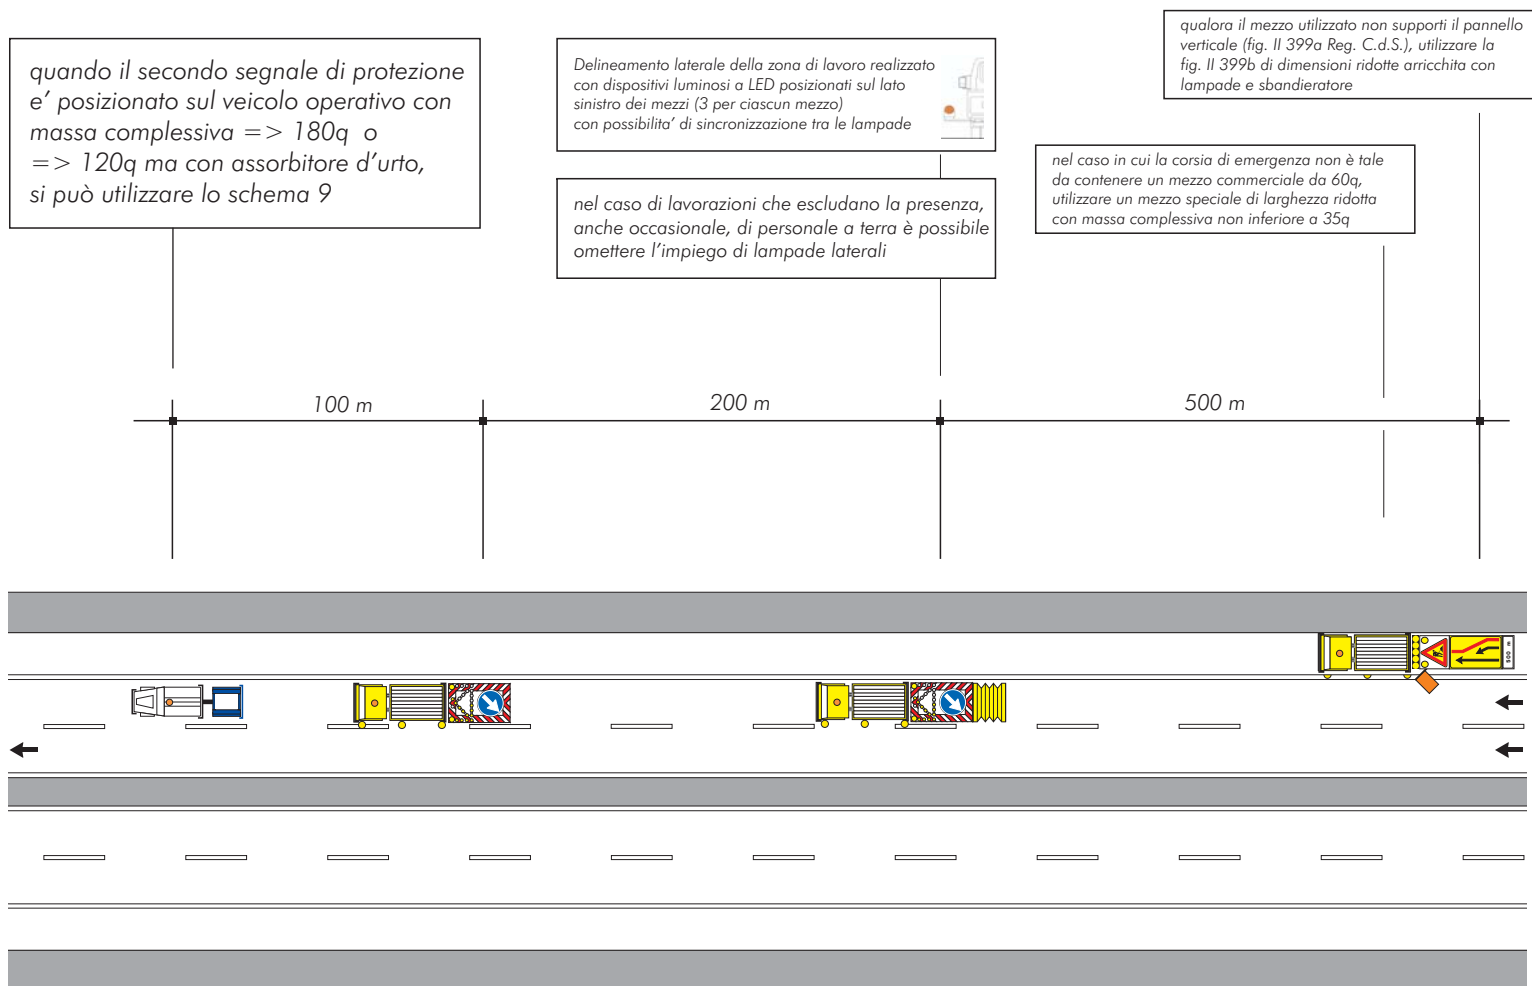 quando il secondo segnale di protezione
e' posizionato sul veicolo operativo con
massa complessiva => 180q o
=> 120q ma con assorbitore d'urto,
si può utilizzare lo schema 9
Delineamento laterale della zona di lavoro realizzato
con dispositivi luminosi a LED posizionati sul lato
sinistro dei mezzi (3 per ciascun mezzo)
con possibilita' di sincronizzazione tra le lampade
nel caso di lavorazioni che escludano la presenza,
anche occasionale, di personale a terra è possibile
omettere l'impiego di lampade laterali
qualora il mezzo utilizzato non supporti il pannello
verticale (fig. II 399a Reg. C.d.S.), utilizzare la
fig. II 399b di dimensioni ridotte arricchita con
lampade e sbandieratore
nel caso in cui la corsia di emergenza non è tale
da contenere un mezzo commerciale da 60q,
utilizzare un mezzo speciale di larghezza ridotta
con massa complessiva non inferiore a 35q
100 m
200 m
500 m
500 m